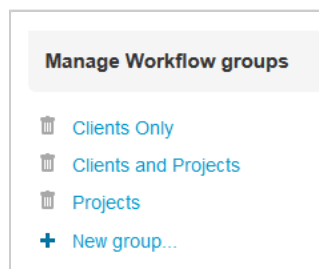 Manage Workflow groups
Clients Only
Clients and Projects
Projects
New group...